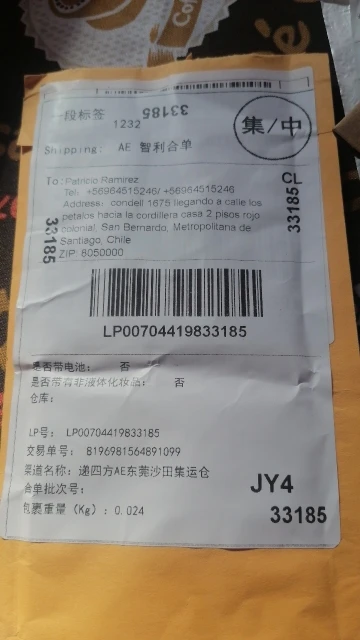 一段标签
1232
33185
集/中
Shipping: AE 智利合单
To: Patricio Ramirez
Tel: +56964515246/ +56964515246
Address: condell 1675 llegando a calle los
petalos hacia la cordillera casa 2 pisos rojo
colonial, San Bernardo, Metropolitana de
Santiago, Chile
ZIP: 8050000
CL
33185
33185
LP00704419833185
是否带电池: 否
是否带有非液体化妆品: 否
仓库:
LP号: LP00704419833185
交易单号: 8196981564891099
渠道名称: 递四方AE东莞沙田集运仓
合单批次号:
包裹重量 (Kg): 0.024
JY4
33185